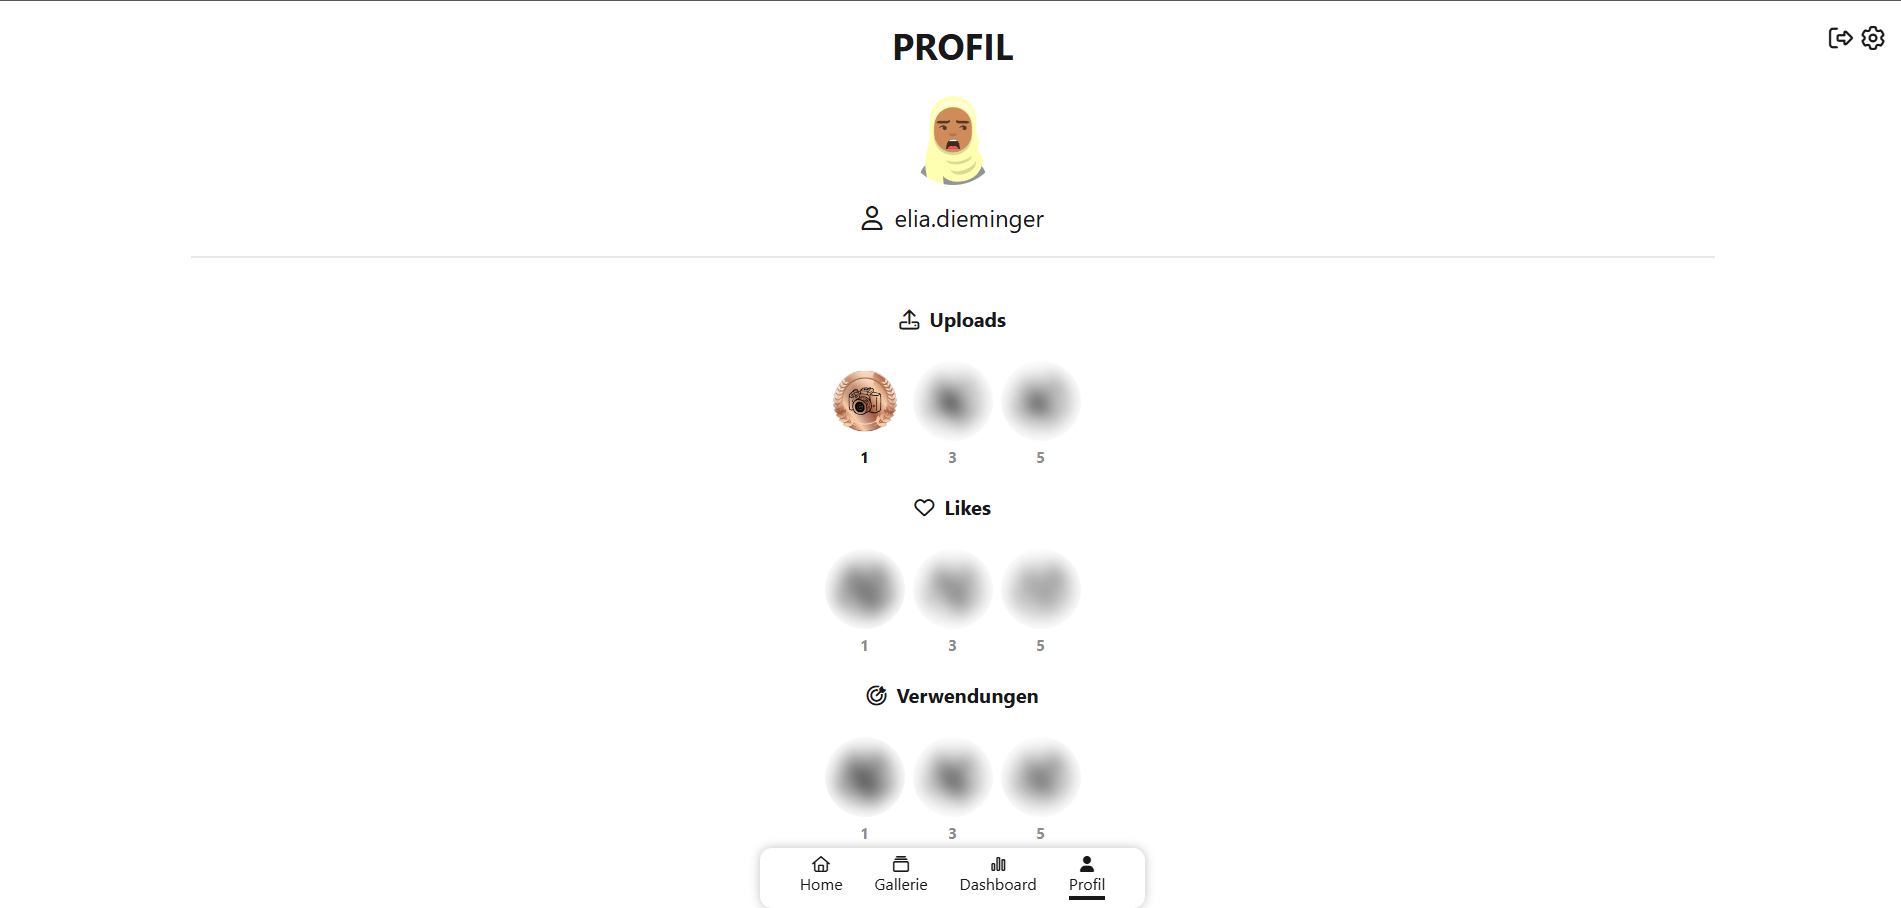 PROFIL
elia.dieminger
Uploads
1 3 5
Likes
1 3 5
Verwendungen
1 3 5
Home Gallerie Dashboard Profil